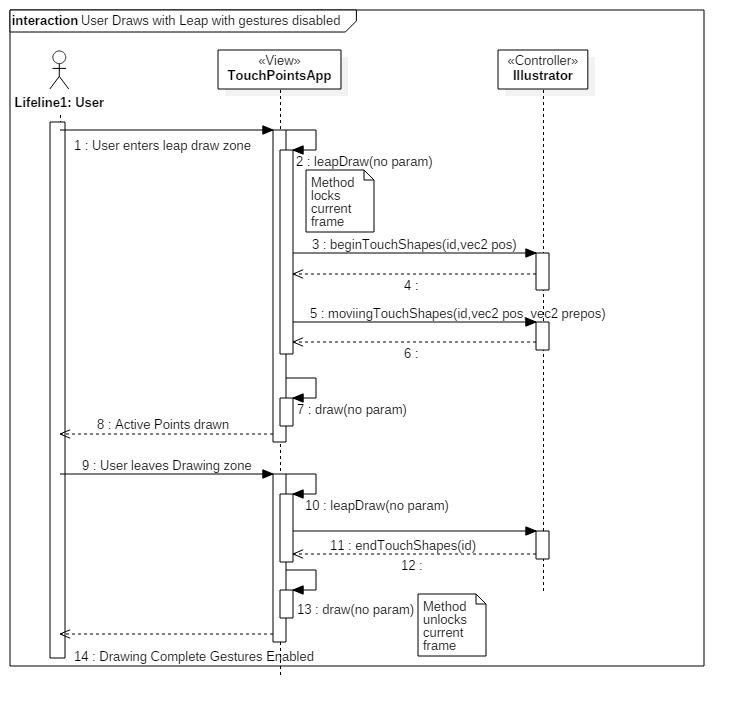 interaction User Draws with Leap with gestures disabled
«View»
TouchPointsApp
«Controller»
Illustrator
Lifeline1: User
1 : User enters leap draw zone
2 : leapDraw(no param)
Method
locks
current
frame
3 : beginTouchShapes(id,vec2 pos)
4 :
5 : moviingTouchShapes(id,vec2 pos, vec2 prepos)
6 :
7 : draw(no param)
8 : Active Points drawn
9 : User leaves Drawing zone
10 : leapDraw(no param)
11 : endTouchShapes(id)
12 :
13 : draw(no param)
Method
unlocks
current
frame
14 : Drawing Complete Gestures Enabled